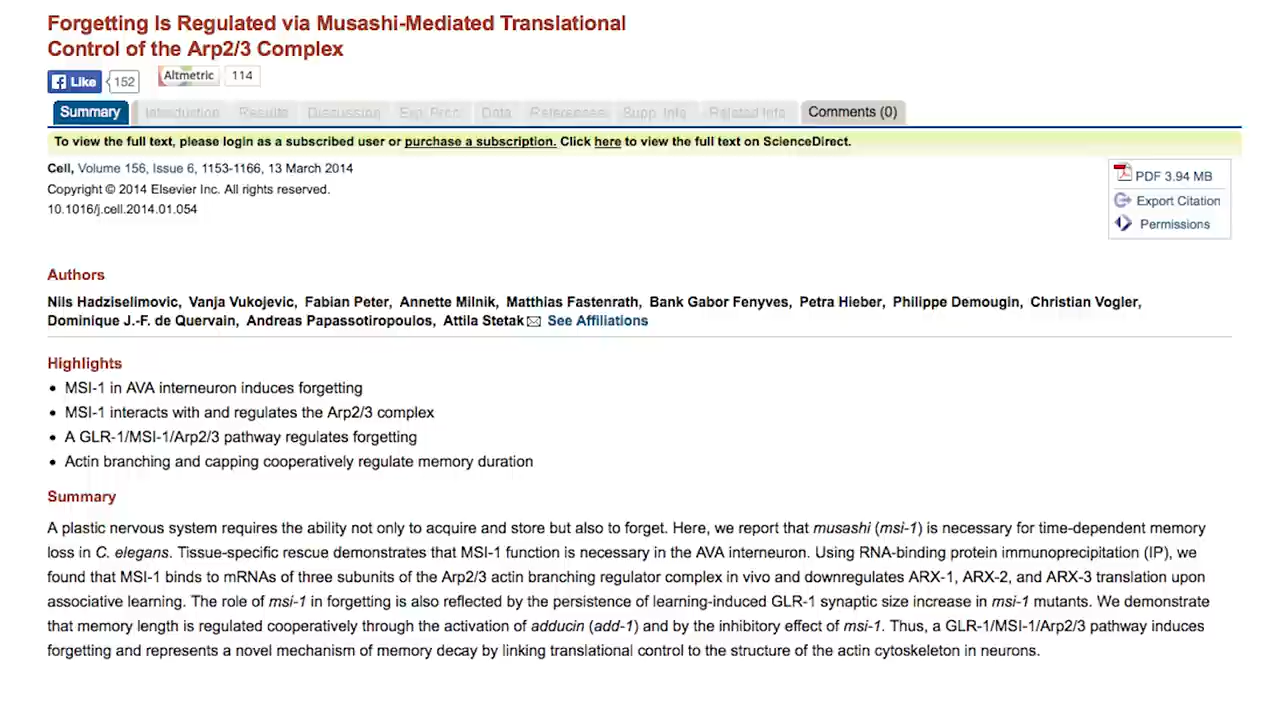 Forgetting Is Regulated via Musashi-Mediated Translational
Control of the Arp2/3 Complex
Like 152 Altmetric 114
Summary Introduction Results Discussion Exp. Proc. Data References Supp. Info Related Info Comments (0)
To view the full text, please login as a subscribed user or purchase a subscription. Click here to view the full text on ScienceDirect.
Cell, Volume 156, Issue 6, 1153-1166, 13 March 2014
Copyright © 2014 Elsevier Inc. All rights reserved.
10.1016/j.cell.2014.01.054
PDF 3.94 MB
Export Citation
Permissions
Authors
Nils Hadziselimovic, Vanja Vukojevic, Fabian Peter, Annette Milnik, Matthias Fastenrath, Bank Gabor Fenyves, Petra Hieber, Philippe Demougin, Christian Vogler,
Dominique J.-F. de Quervain, Andreas Papassotiropoulos, Attila Stetak See Affiliations
Highlights
• MSI-1 in AVA interneuron induces forgetting
• MSI-1 interacts with and regulates the Arp2/3 complex
• A GLR-1/MSI-1/Arp2/3 pathway regulates forgetting
• Actin branching and capping cooperatively regulate memory duration
Summary
A plastic nervous system requires the ability not only to acquire and store but also to forget. Here, we report that musashi (msi-1) is necessary for time-dependent memory
loss in C. elegans. Tissue-specific rescue demonstrates that MSI-1 function is necessary in the AVA interneuron. Using RNA-binding protein immunoprecipitation (IP), we
found that MSI-1 binds to mRNAs of three subunits of the Arp2/3 actin branching regulator complex in vivo and downregulates ARX-1, ARX-2, and ARX-3 translation upon
associative learning. The role of msi-1 in forgetting is also reflected by the persistence of learning-induced GLR-1 synaptic size increase in msi-1 mutants. We demonstrate
that memory length is regulated cooperatively through the activation of adducin (add-1) and by the inhibitory effect of msi-1. Thus, a GLR-1/MSI-1/Arp2/3 pathway induces
forgetting and represents a novel mechanism of memory decay by linking translational control to the structure of the actin cytoskeleton in neurons.